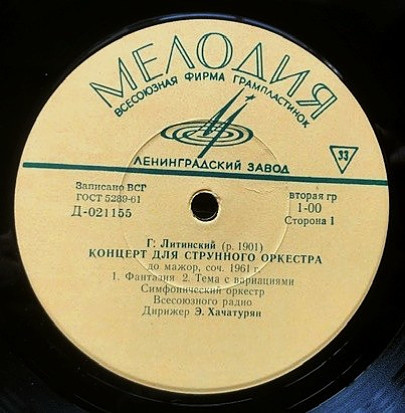 МЕЛОДИЯ
ВСЕСОЮЗНАЯ ФИРМА ГРАМПЛАСТИНОК
ЛЕНИНГРАДСКИЙ ЗАВОД
33
Записано ВСГ
ГОСТ 5289-61
Д-021155
вторая гр
1-00
Сторона 1
Г. Литинский (р. 1901)
КОНЦЕРТ ДЛЯ СТРУННОГО ОРКЕСТРА
до мажор, соч. 1961 г.
1. Фантазия 2. Тема с вариациями
Симфонический оркестр
Всесоюзного радио
Дирижер Э. Хачатурян